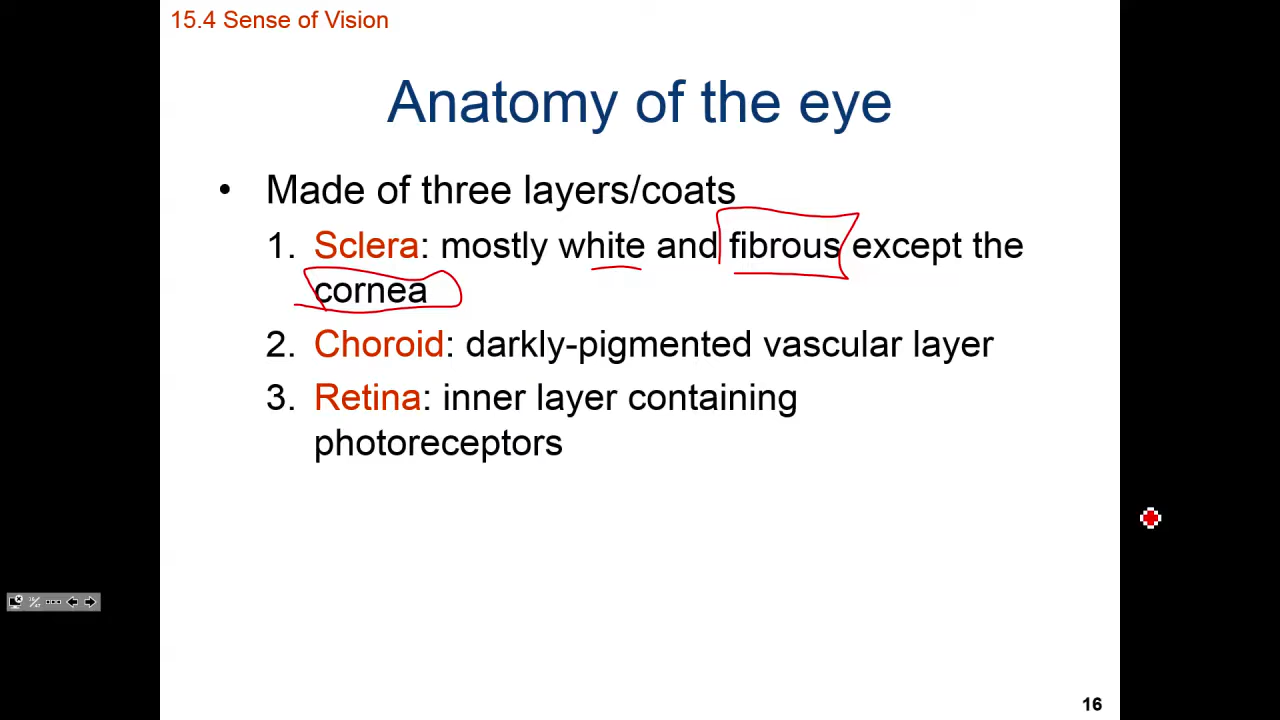 15.4 Sense of Vision
Anatomy of the eye
• Made of three layers/coats
1. Sclera: mostly white and fibrous except the
cornea
2. Choroid: darkly-pigmented vascular layer
3. Retina: inner layer containing
photoreceptors
16